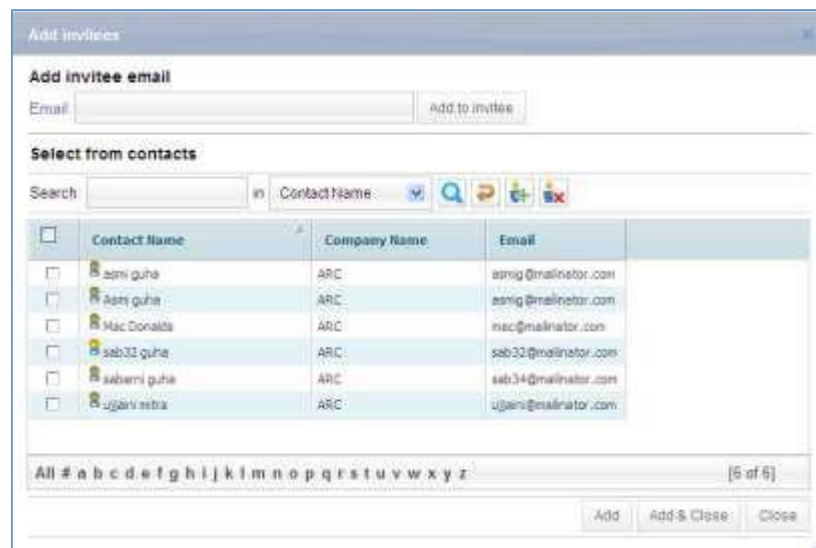 Add invitees
Add invitee email
Email Add to invitee
Select from contacts
Search in Contact Name
Contact Name Company Name Email
asmi guha ARC asmig@mailinator.com
Asmi guha ARC asmig@mailinator.com
Mac Donalds ARC mac@mailinator.com
sab32 guha ARC sab32@mailinator.com
saberni guha ARC sab34@mailinator.com
ujjaini mitra ARC ujjaini@mailinator.com
All # a b c d e f g h i j k l m n o p q r s t u v w x y z [6 of 6]
Add Add & Close Close